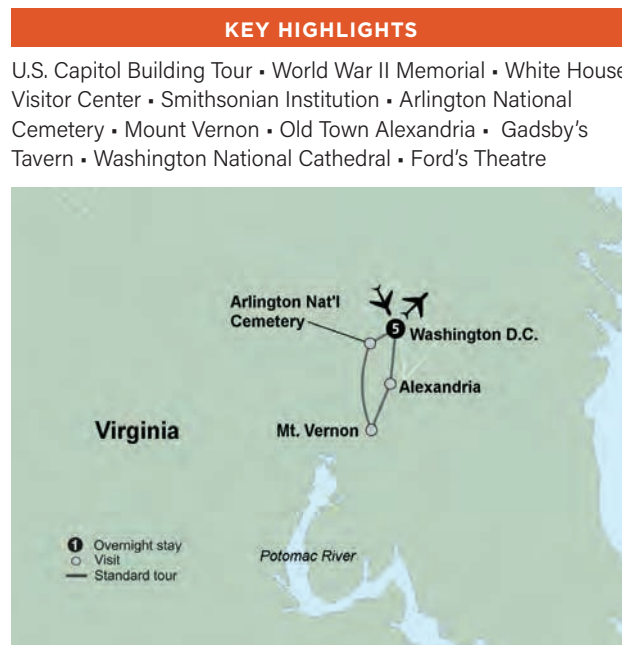 KEY HIGHLIGHTS
U.S. Capitol Building Tour • World War II Memorial • White House
Visitor Center • Smithsonian Institution • Arlington National
Cemetery • Mount Vernon • Old Town Alexandria • Gadsby's
Tavern • Washington National Cathedral • Ford's Theatre
Arlington Nat'l
Cemetery
5
Washington D.C.
Alexandria
Virginia
Mt. Vernon
1 Overnight stay
Visit
Standard tour
Potomac River